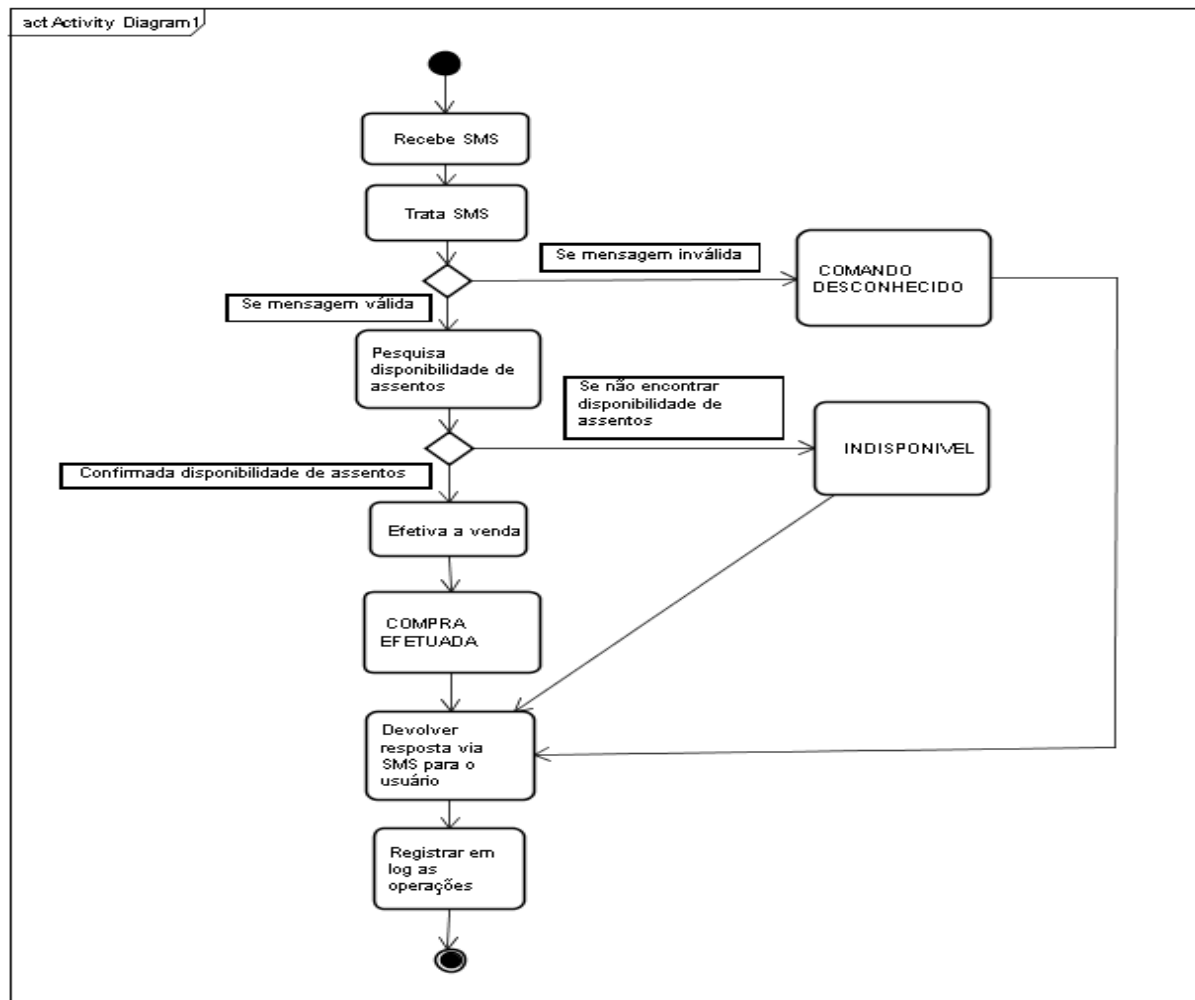 act Activity Diagram1
Recebe SMS
Trata SMS
Se mensagem inválida
COMANDO
DESCONHECIDO
Se mensagem válida
Pesquisa
disponibilidade de
assentos
Se não encontrar
disponibilidade de
assentos
INDISPONIVEL
Confirmada disponibilidade de assentos
Efetiva a venda
COMPRA
EFETUADA
Devolver
resposta via
SMS para o
usuário
Registrar em
log as
operações